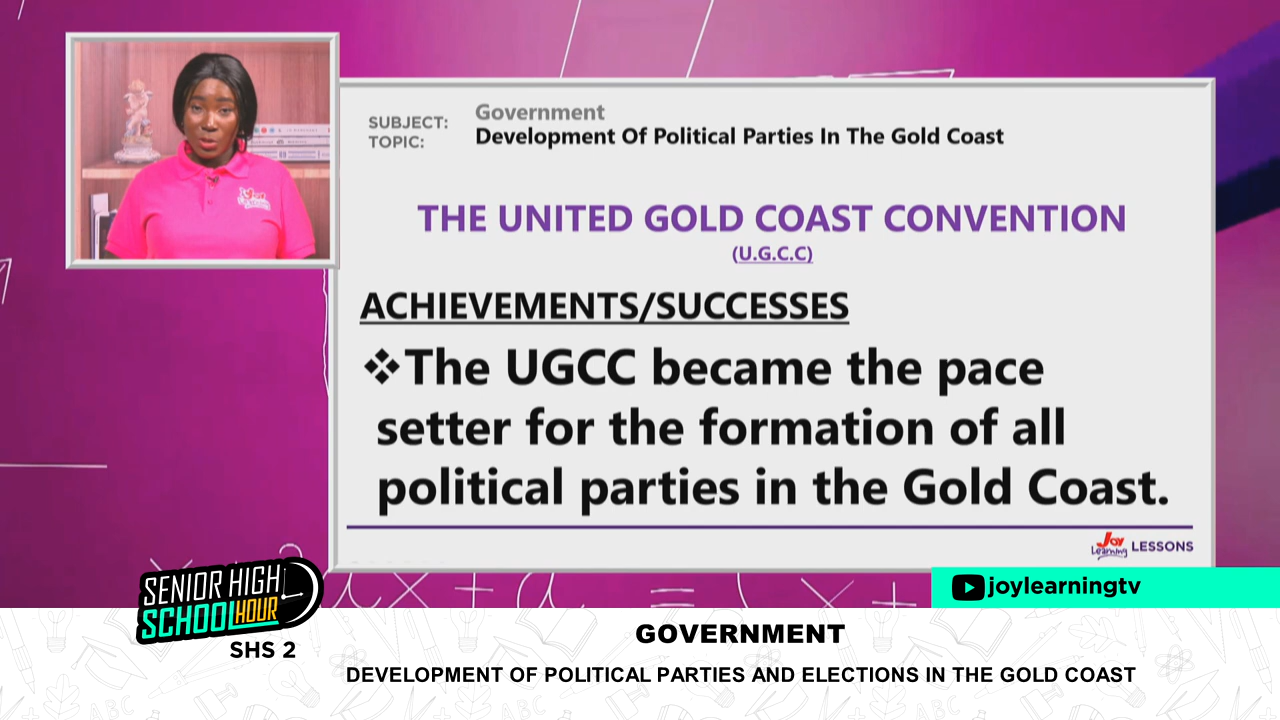 SUBJECT: Government
TOPIC: Development Of Political Parties In The Gold Coast
THE UNITED GOLD COAST CONVENTION
(U.G.C.C)
ACHIEVEMENTS/SUCCESSES
❖The UGCC became the pace
setter for the formation of all
political parties in the Gold Coast.
Joy Learning LESSONS
joylearningtv
SENIOR HIGH
SCHOOL HOUR
SHS 2
GOVERNMENT
DEVELOPMENT OF POLITICAL PARTIES AND ELECTIONS IN THE GOLD COAST